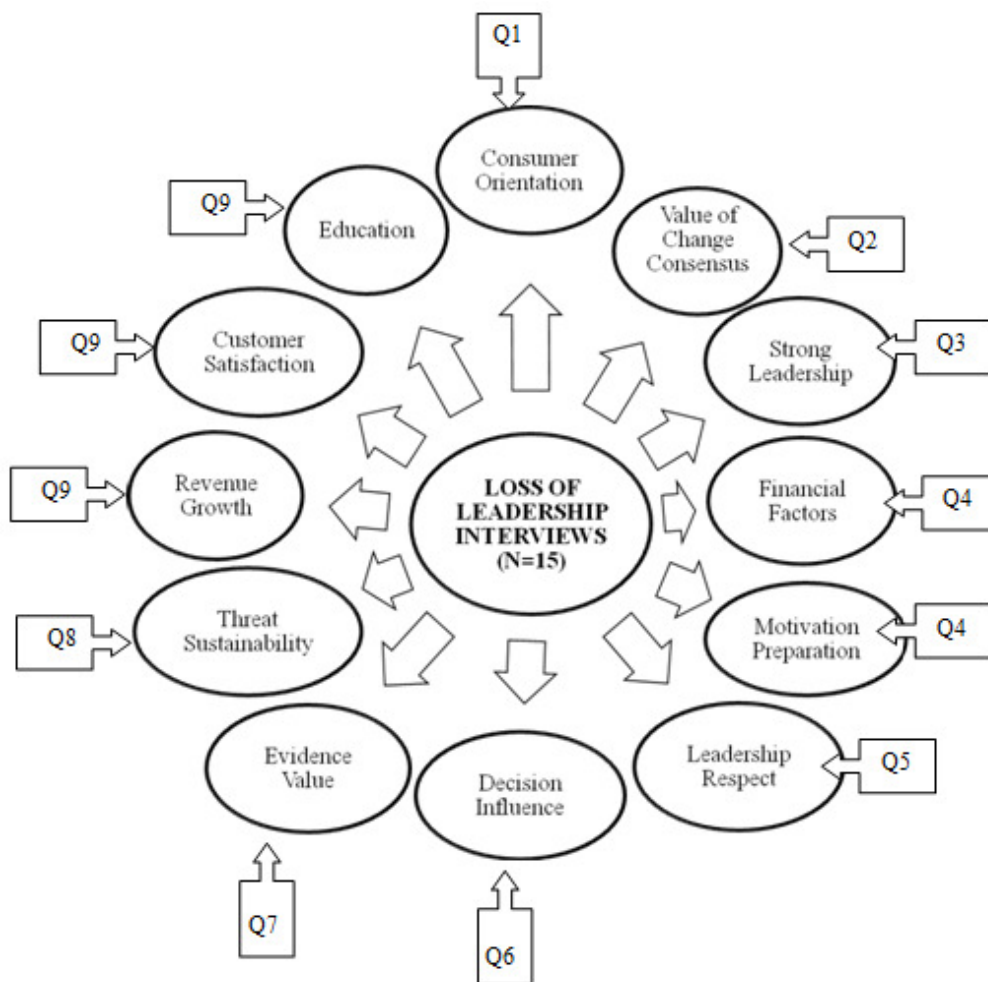 Q1
Consumer
Orientation
Q9
Education
Value of
Change
Consensus
Q2
Q9
Customer
Satisfaction
Strong
Leadership
Q3
Q9
Revenue
Growth
LOSS OF
LEADERSHIP
INTERVIEWS
(N=15)
Financial
Factors
Q4
Q8
Threat
Sustainability
Motivation
Preparation
Q4
Evidence
Value
Decision
Influence
Leadership
Respect
Q5
Q7
Q6